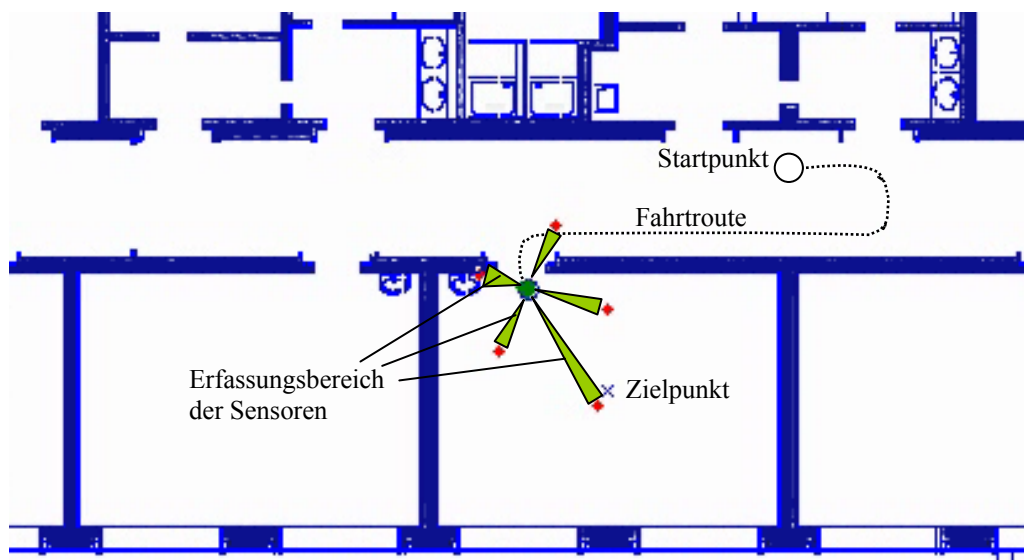 Startpunkt
Fahrtroute
Erfassungsbereich
der Sensoren
Zielpunkt